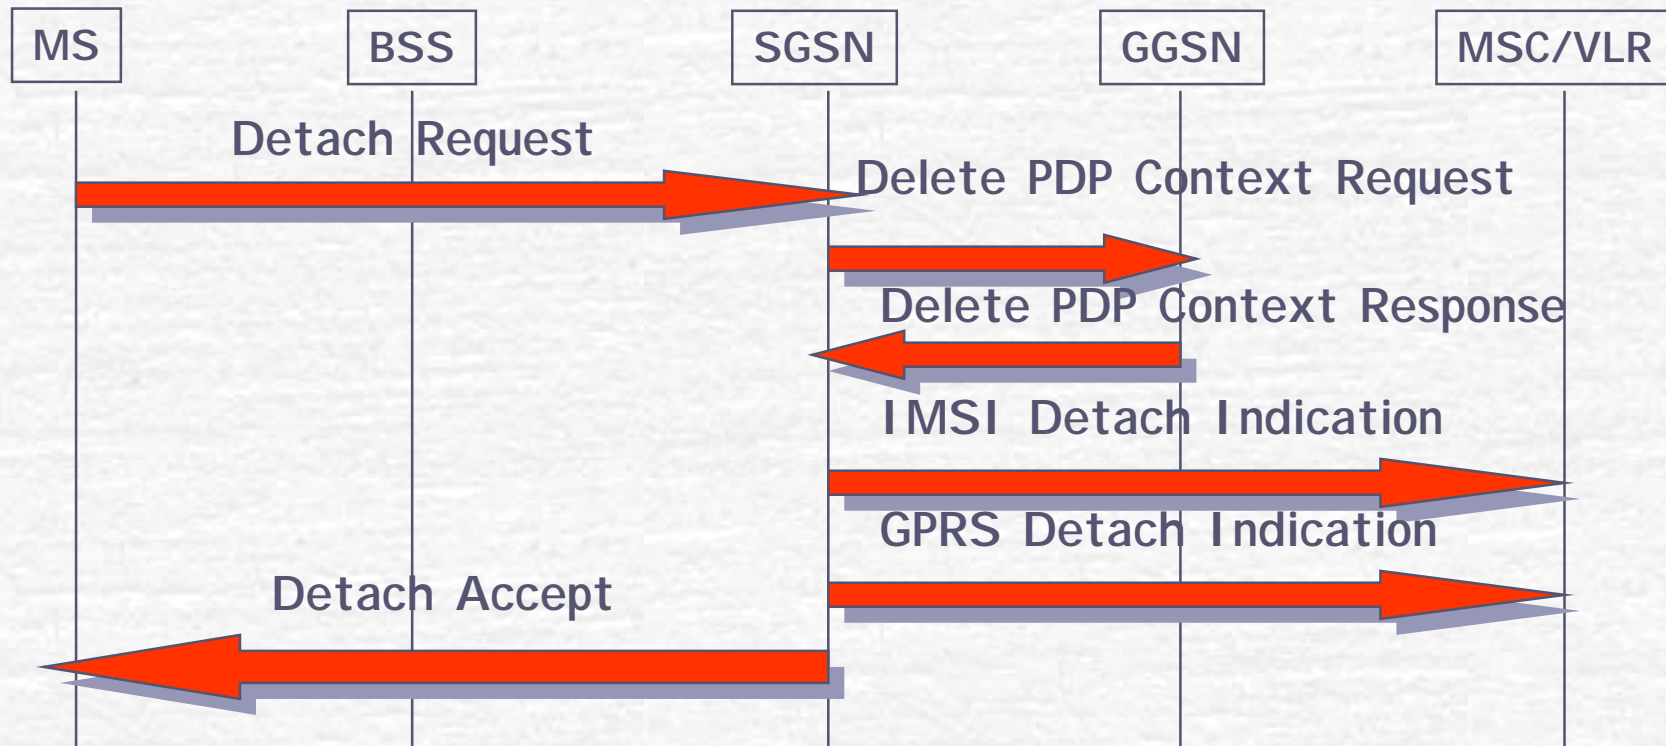 MS BSS SGSN GGSN MSC/VLR
Detach Request
Delete PDP Context Request
Delete PDP Context Response
IMSI Detach Indication
GPRS Detach Indication
Detach Accept